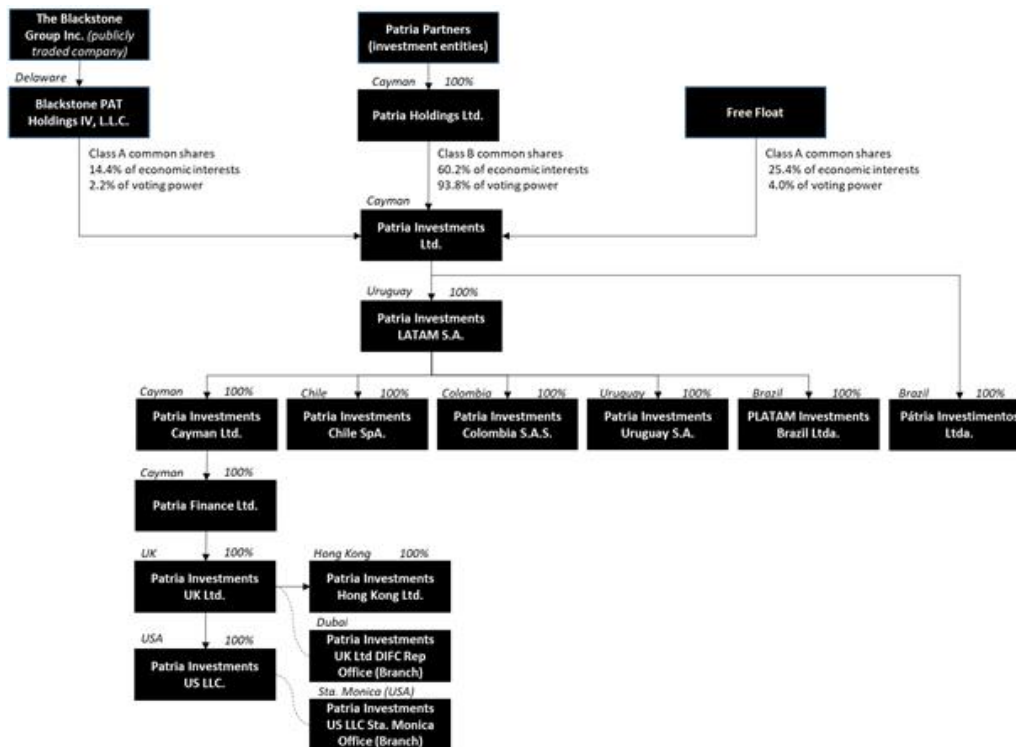 The Blackstone
Group Inc. (publicly
traded company)
Patria Partners
(investment entities)
Delaware
Cayman 100%
Blackstone PAT
Holdings IV, L.L.C.
Patria Holdings Ltd.
Free Float
Class A common shares
14.4% of economic interests
2.2% of voting power
Class B common shares
60.2% of economic interests
93.8% of voting power
Class A common shares
25.4% of economic interests
4.0% of voting power
Cayman
Patria Investments
Ltd.
Uruguay 100%
Patria Investments
LATAM S.A.
Cayman 100%
Patria Investments
Cayman Ltd.
Chile 100%
Patria Investments
Chile SpA.
Colombia 100%
Patria Investments
Colombia S.A.S.
Uruguay 100%
Patria Investments
Uruguay S.A.
Brazil 100%
PLATAM Investments
Brazil Ltda.
Brazil 100%
Pátria Investimentos
Ltda.
Cayman 100%
Patria Finance Ltd.
UK 100%
Patria Investments
UK Ltd.
Hong Kong 100%
Patria Investments
Hong Kong Ltd.
Dubai
Patria Investments
UK Ltd DIFC Rep
Office (Branch)
USA 100%
Patria Investments
US LLC.
Sta. Monica (USA)
Patria Investments
US LLC Sta. Monica
Office (Branch)